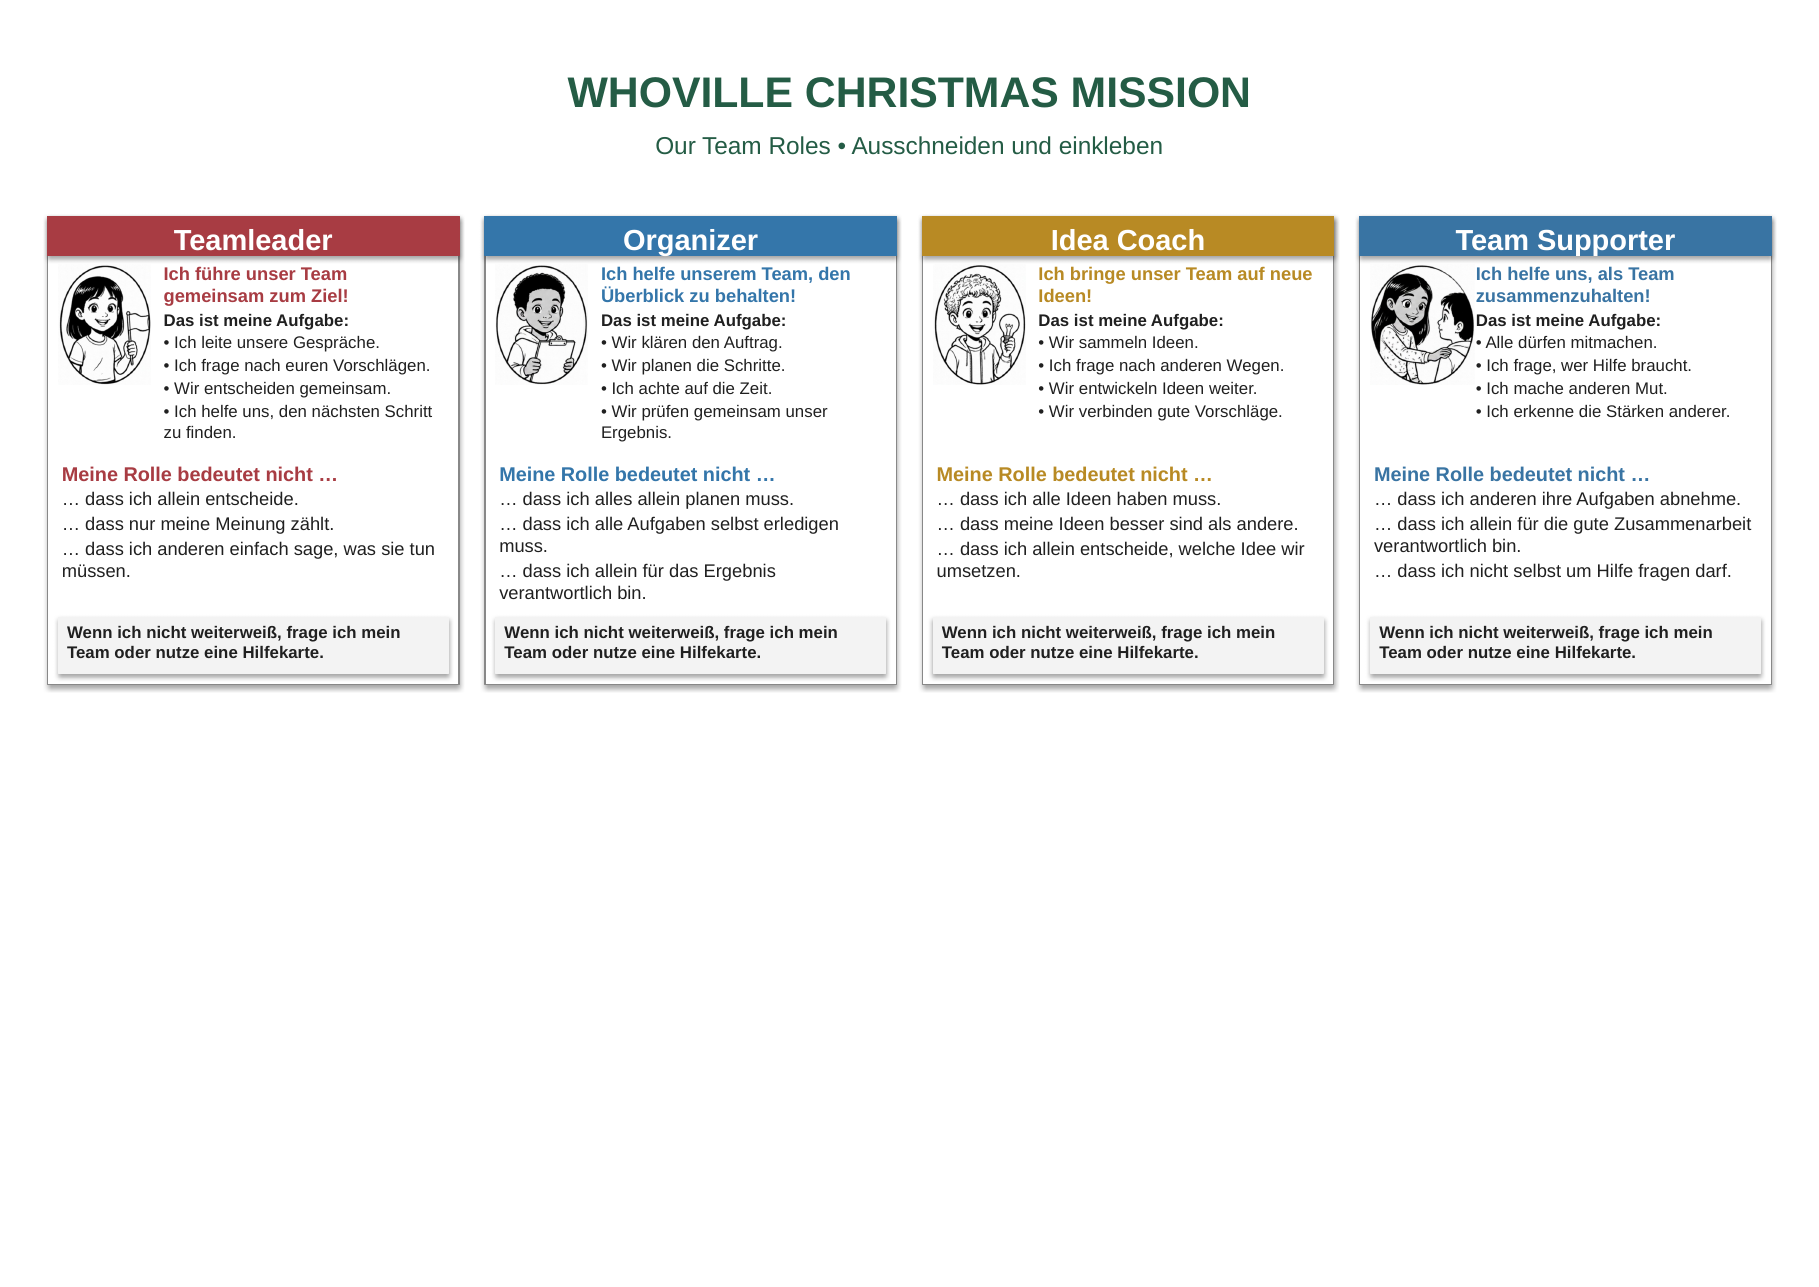 WHOVILLE CHRISTMAS MISSION
Our Team Roles • Ausschneiden und einkleben
Teamleader
Ich führe unser Team
gemeinsam zum Ziel!
Das ist meine Aufgabe:
• Ich leite unsere Gespräche.
• Ich frage nach euren Vorschlägen.
• Wir entscheiden gemeinsam.
• Ich helfe uns, den nächsten Schritt
zu finden.
Meine Rolle bedeutet nicht …
… dass ich allein entscheide.
… dass nur meine Meinung zählt.
… dass ich anderen einfach sage, was sie tun
müssen.
Wenn ich nicht weiterweiß, frage ich mein
Team oder nutze eine Hilfekarte.
Organizer
Ich helfe unserem Team, den
Überblick zu behalten!
Das ist meine Aufgabe:
• Wir klären den Auftrag.
• Wir planen die Schritte.
• Ich achte auf die Zeit.
• Wir prüfen gemeinsam unser
Ergebnis.
Meine Rolle bedeutet nicht …
… dass ich alles allein planen muss.
… dass ich alle Aufgaben selbst erledigen
muss.
… dass ich allein für das Ergebnis
verantwortlich bin.
Wenn ich nicht weiterweiß, frage ich mein
Team oder nutze eine Hilfekarte.
Idea Coach
Ich bringe unser Team auf neue
Ideen!
Das ist meine Aufgabe:
• Wir sammeln Ideen.
• Ich frage nach anderen Wegen.
• Wir entwickeln Ideen weiter.
• Wir verbinden gute Vorschläge.
Meine Rolle bedeutet nicht …
… dass ich alle Ideen haben muss.
… dass meine Ideen besser sind als andere.
… dass ich allein entscheide, welche Idee wir
umsetzen.
Wenn ich nicht weiterweiß, frage ich mein
Team oder nutze eine Hilfekarte.
Team Supporter
Ich helfe uns, als Team
zusammenzuhalten!
Das ist meine Aufgabe:
• Alle dürfen mitmachen.
• Ich frage, wer Hilfe braucht.
• Ich mache anderen Mut.
• Ich erkenne die Stärken anderer.
Meine Rolle bedeutet nicht …
… dass ich anderen ihre Aufgaben abnehme.
… dass ich allein für die gute Zusammenarbeit
verantwortlich bin.
… dass ich nicht selbst um Hilfe fragen darf.
Wenn ich nicht weiterweiß, frage ich mein
Team oder nutze eine Hilfekarte.